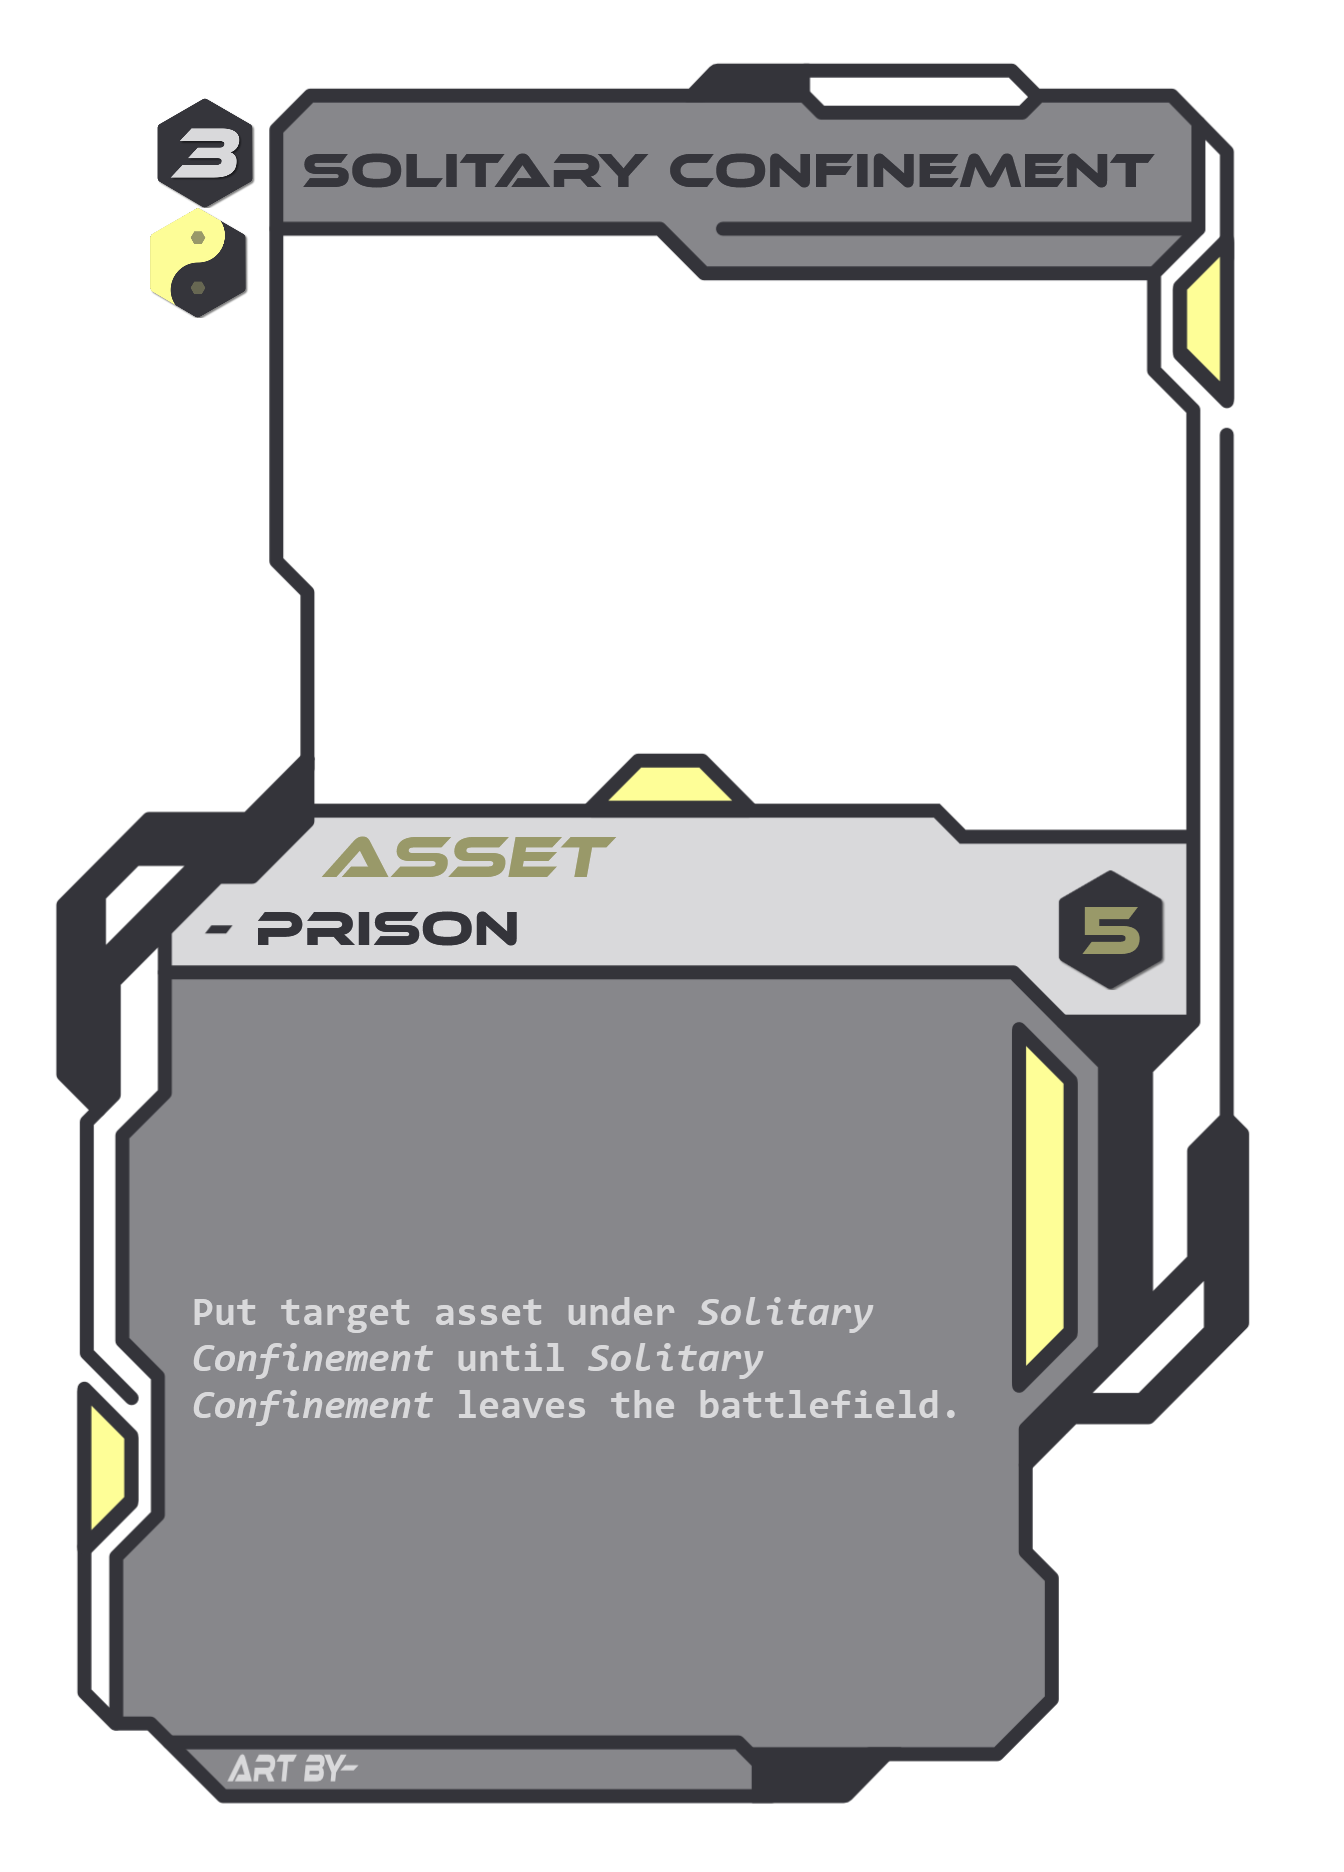 3
SOLITARY CONFINEMENT
ASSET
- PRISON
5
Put target asset under Solitary
Confinement until Solitary
Confinement leaves the battlefield.
ART BY-